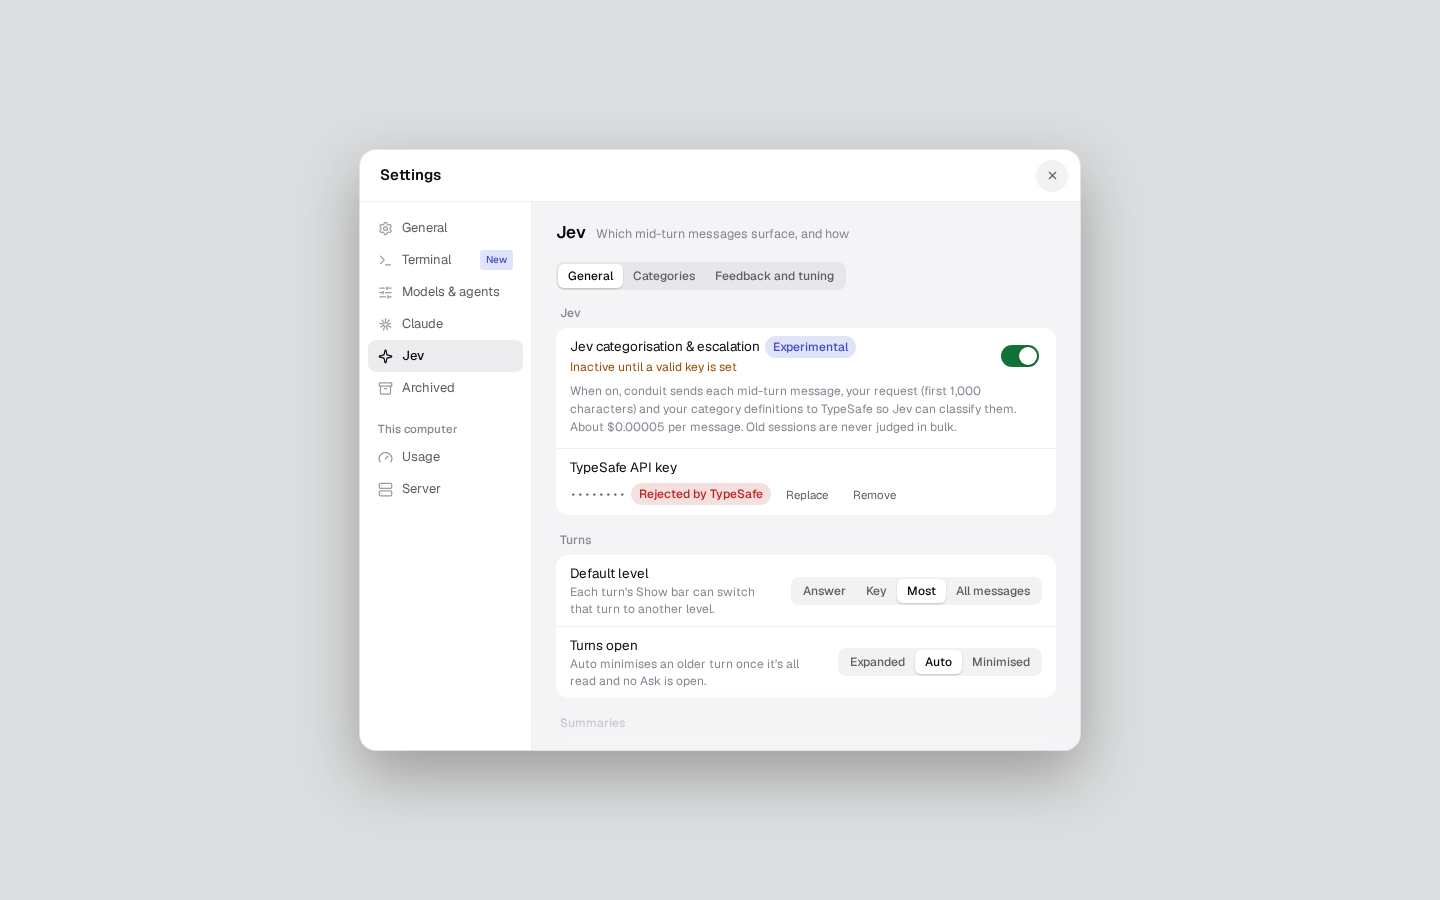 Settings
General
Terminal New
Models & agents
Claude
Jev
Archived
This computer
Usage
Server
Jev Which mid-turn messages surface, and how
General Categories Feedback and tuning
Jev
Jev categorisation & escalation Experimental
Inactive until a valid key is set
When on, conduit sends each mid-turn message, your request (first 1,000
characters) and your category definitions to TypeSafe so Jev can classify them.
About $0.00005 per message. Old sessions are never judged in bulk.
TypeSafe API key
•••••••• Rejected by TypeSafe Replace Remove
Turns
Default level
Each turn's Show bar can switch
that turn to another level.
Answer Key Most All messages
Turns open
Auto minimises an older turn once it's all
read and no Ask is open.
Expanded Auto Minimised
Summaries